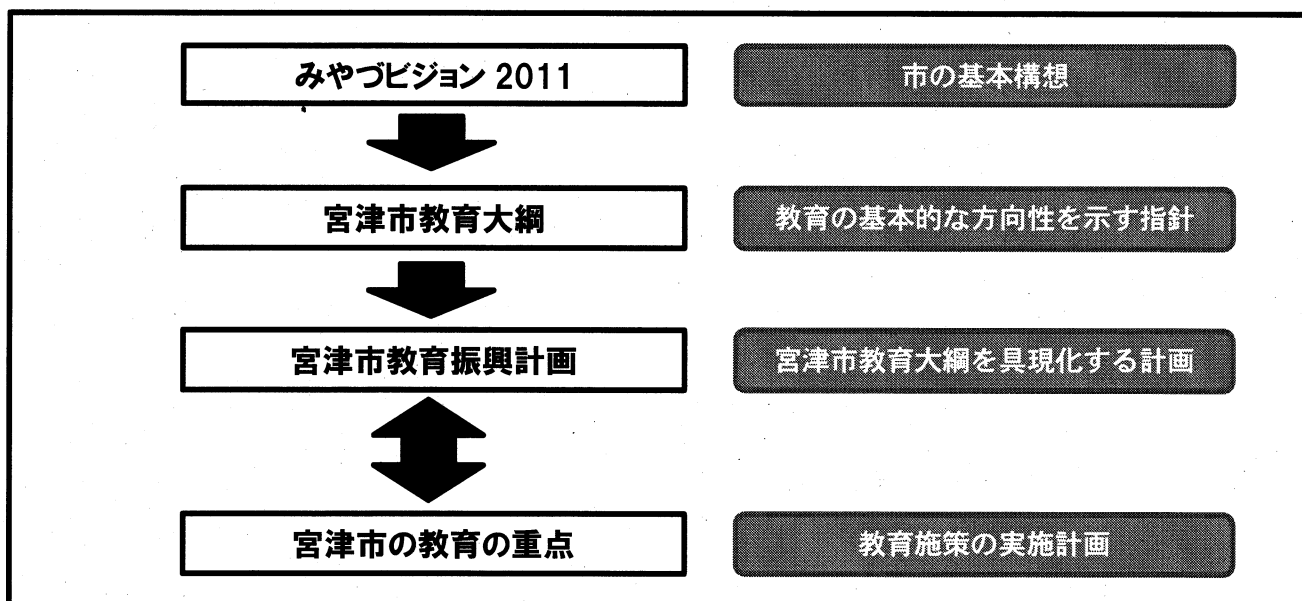 みやづビジョン 2011
市の基本構想
宮津市教育大綱
教育の基本的な方向性を示す指針
宮津市教育振興計画
宮津市教育大綱を具現化する計画
宮津市の教育の重点
教育施策の実施計画